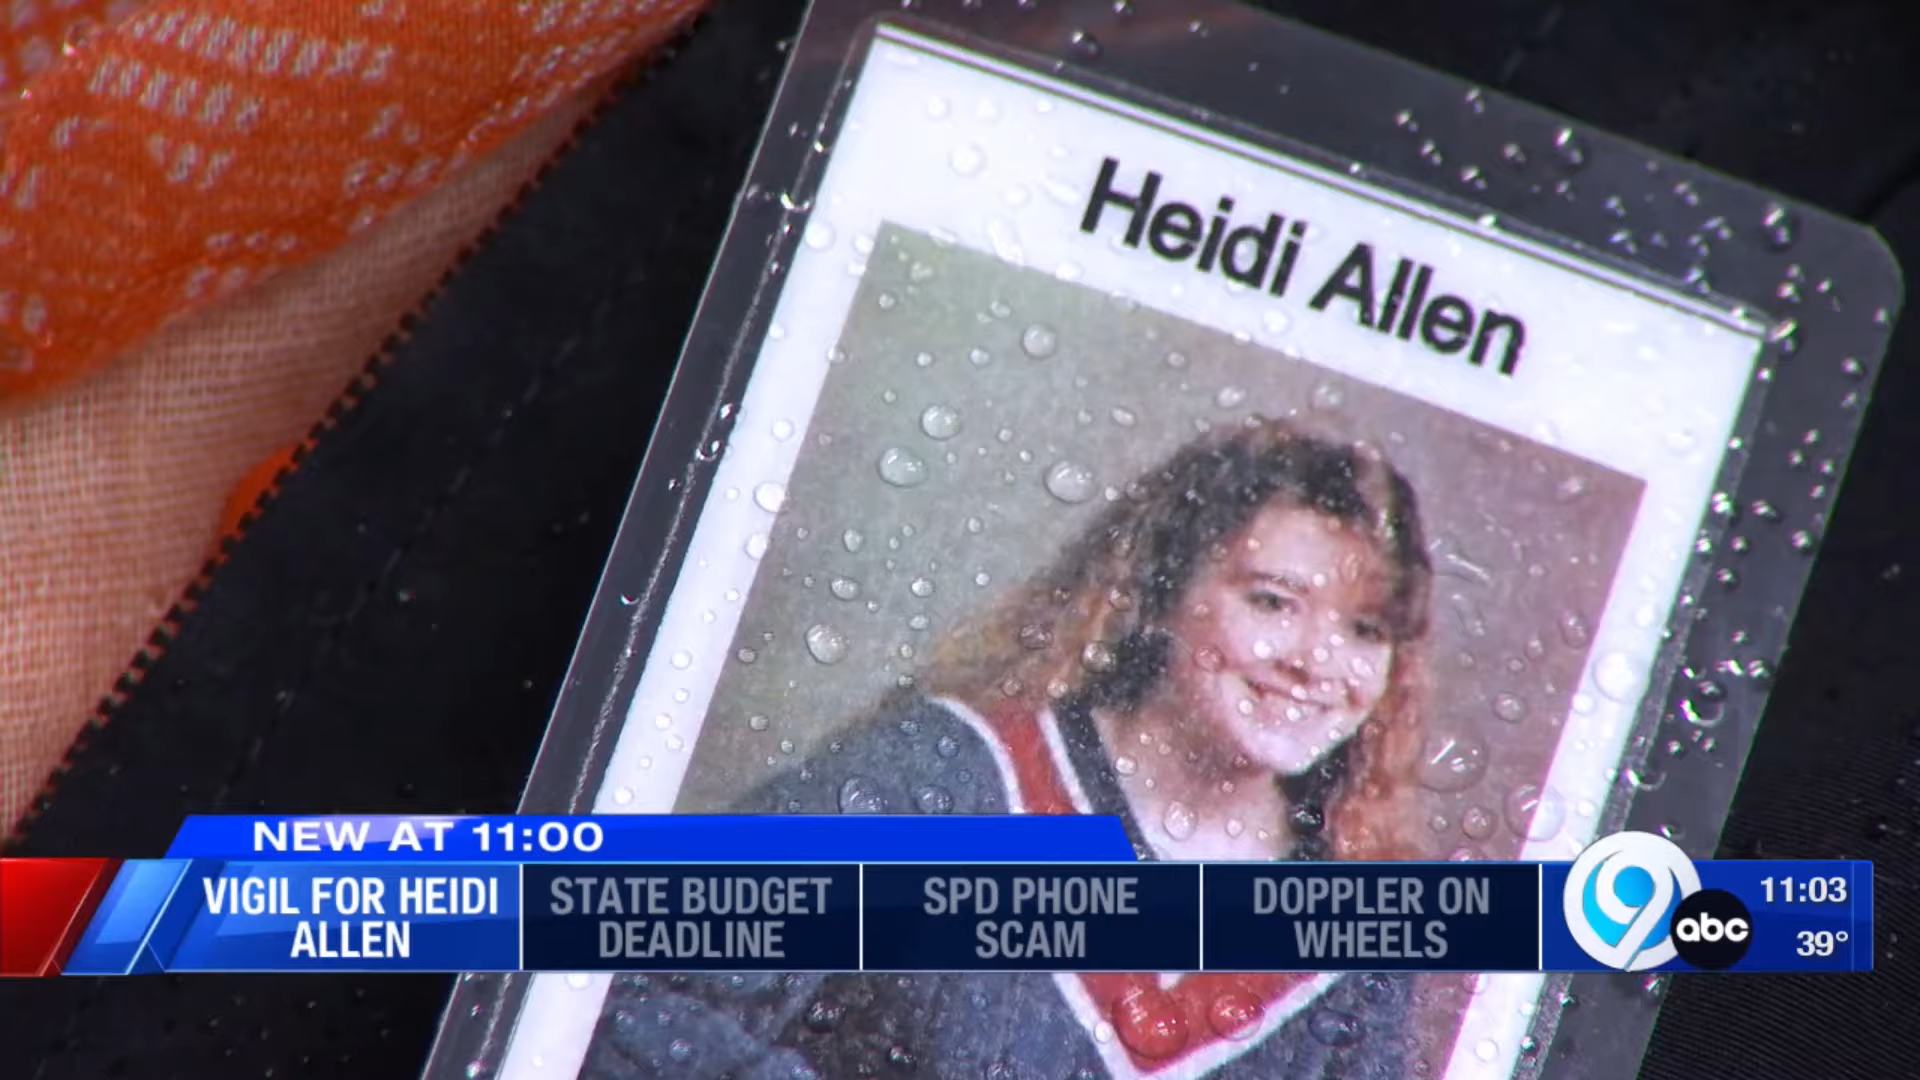 Heidi Allen
NEW AT 11:00
VIGIL FOR HEIDI
ALLEN
STATE BUDGET
DEADLINE
SPD PHONE
SCAM
DOPPLER ON
WHEELS
9
abc
11:03
39°